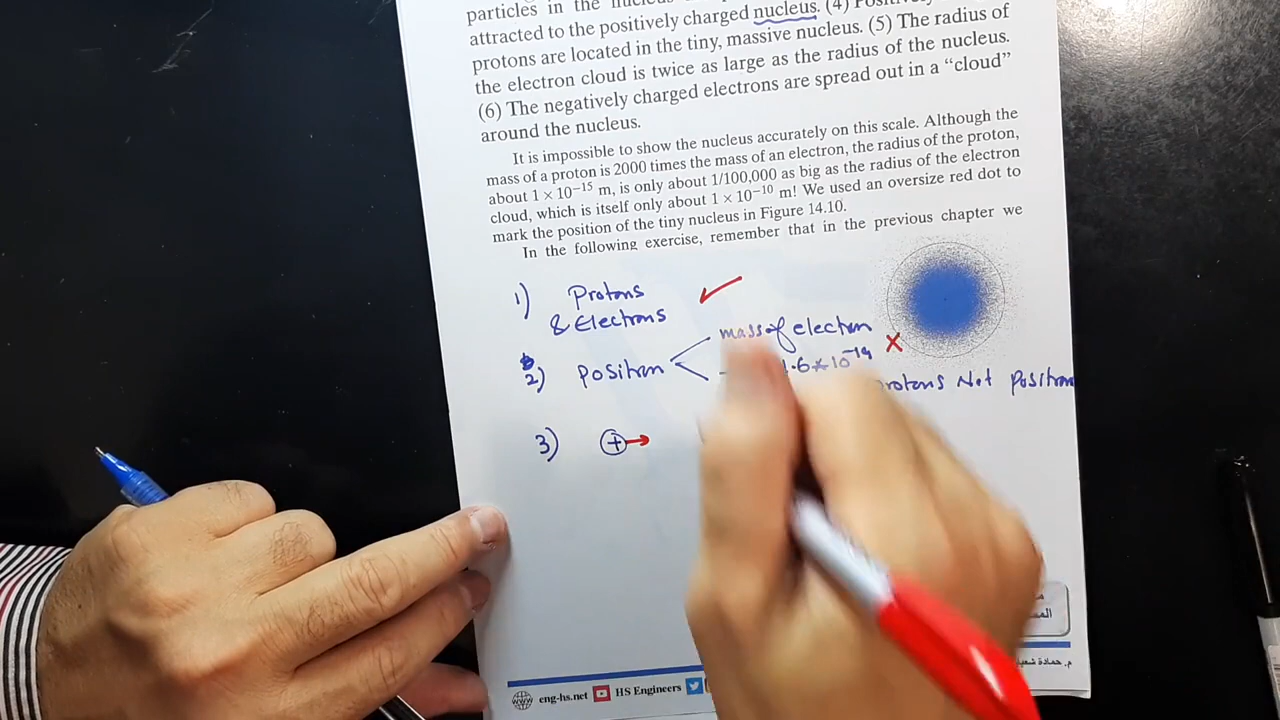 particles in the
attracted to the positively charged nucleus. (4)
protons are located in the tiny, massive nucleus. (5) The radius of
the electron cloud is twice as large as the radius of the nucleus.
(6) The negatively charged electrons are spread out in a “cloud”
around the nucleus.
It is impossible to show the nucleus accurately on this scale. Although the
mass of a proton is 2000 times the mass of an electron, the radius of the proton,
about 1 × 10⁻¹⁵ m, is only about 1/100,000 as big as the radius of the electron
cloud, which is itself only about 1 × 10⁻¹⁰ m! We used an oversize red dot to
mark the position of the tiny nucleus in Figure 14.10.
In the following exercise, remember that in the previous chapter we
1) Protons
& Electrons
mass of electron
2) Positron
.6 × 10⁻¹⁹
Protons Not Positron
3) +
eng-hs.net HS Engineers